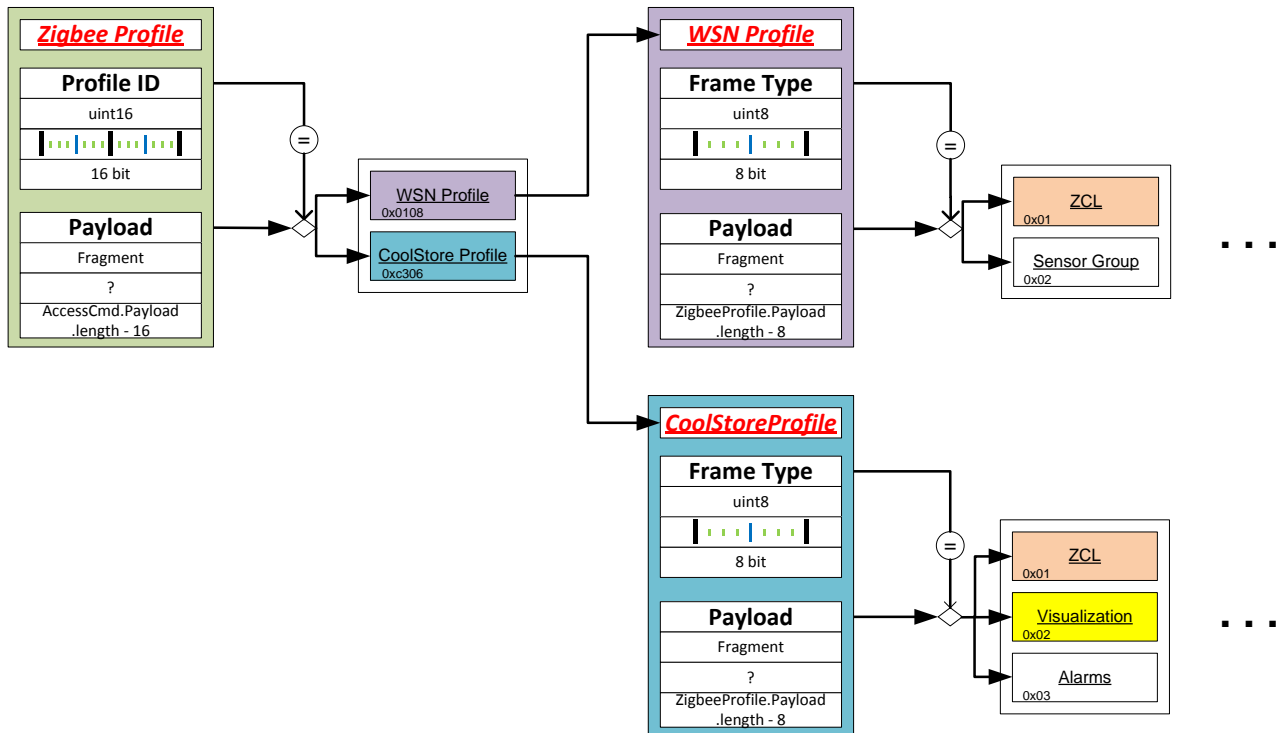 Zigbee Profile
Profile ID
uint16
16 bit
Payload
Fragment
?
AccessCmd.Payload
.length - 16
=
WSN Profile
0x0108
CoolStore Profile
0xc306
WSN Profile
Frame Type
uint8
8 bit
Payload
Fragment
?
ZigbeeProfile.Payload
.length - 8
=
ZCL
0x01
Sensor Group
0x02
. . .
CoolStoreProfile
Frame Type
uint8
8 bit
Payload
Fragment
?
ZigbeeProfile.Payload
.length - 8
=
ZCL
0x01
Visualization
0x02
Alarms
0x03
. . .